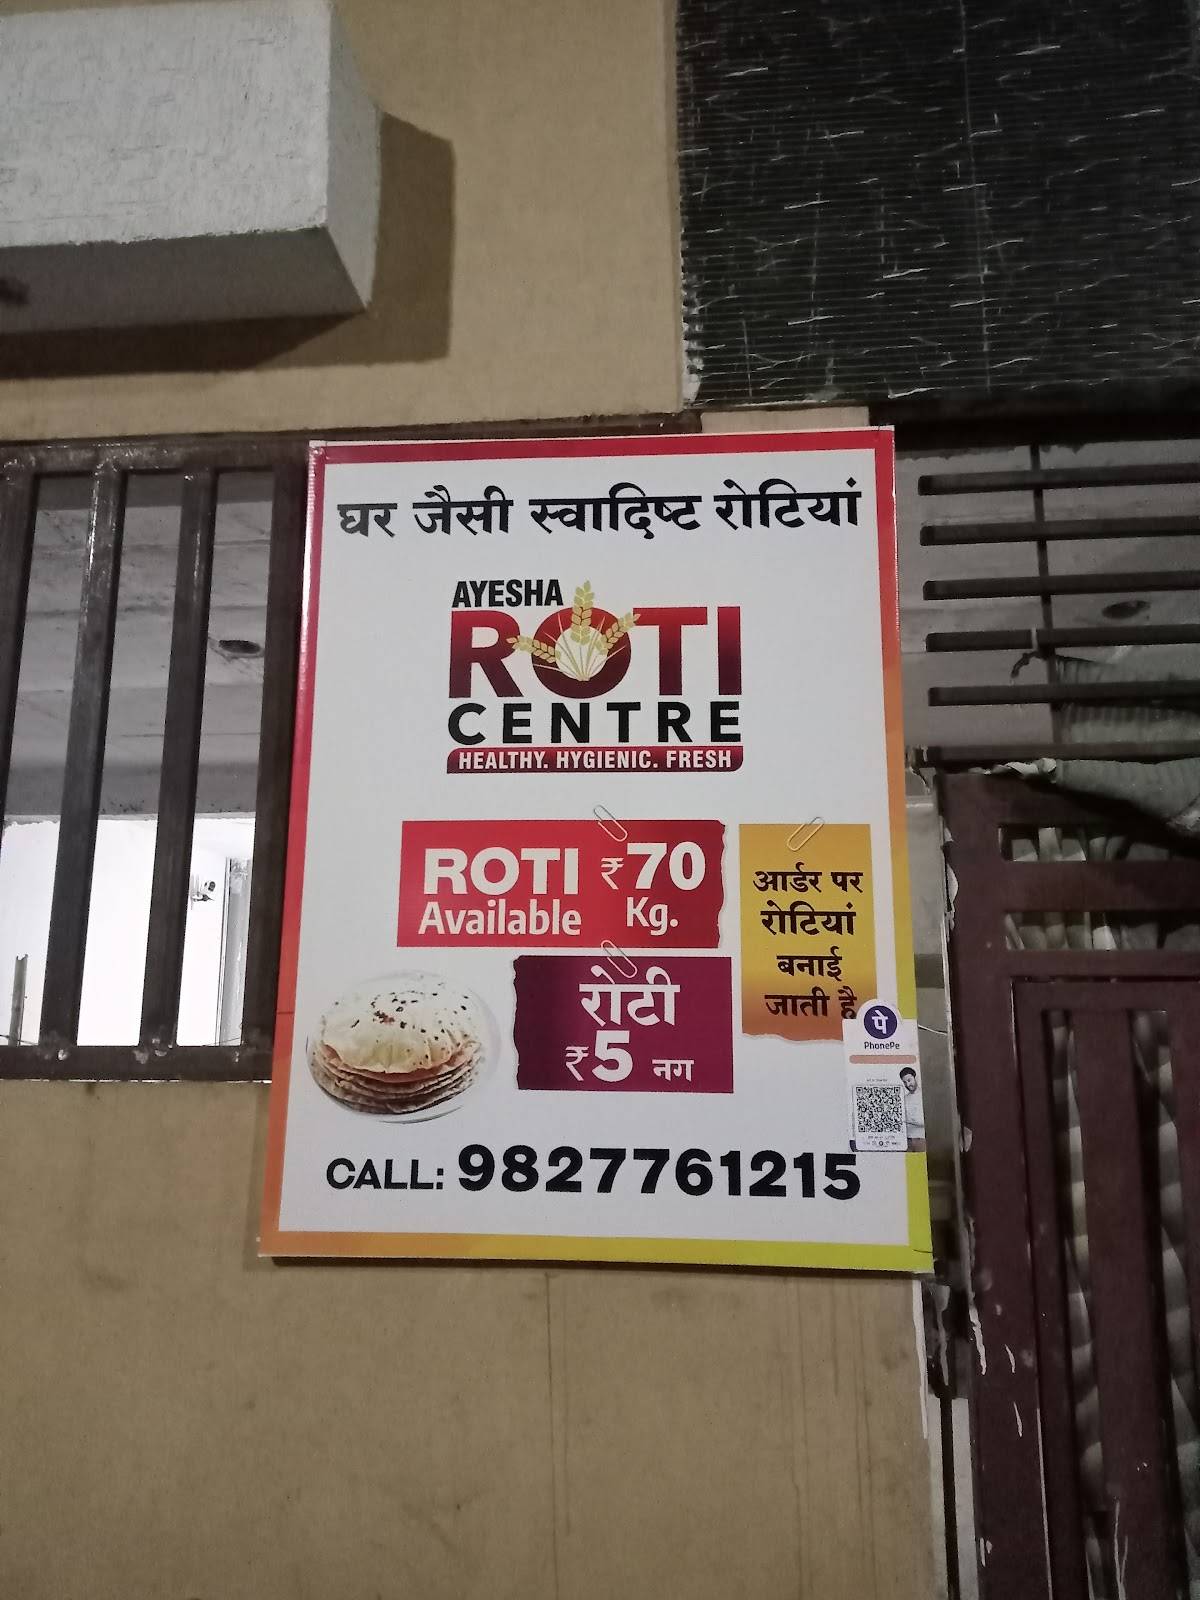 घर जैसी स्वादिष्ट रोटियां
AYESHA
ROTI
CENTRE
HEALTHY. HYGIENIC. FRESH
ROTI ₹70
Available Kg.
आर्डर पर
रोटियां
बनाई
जाती है
रोटी
₹5 नग
पे
PhonePe
CALL: 9827761215